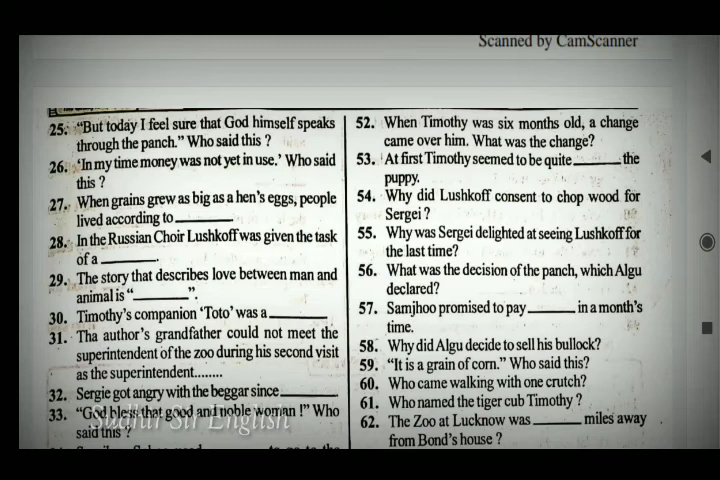 Scanned by CamScanner
25. “But today I feel sure that God himself speaks
through the panch.” Who said this ?
26. ‘In my time money was not yet in use.’ Who said
this ?
27. When grains grew as big as a hen’s eggs, people
lived according to ________
28. In the Russian Choir Lushkoff was given the task
of a ________.
29. The story that describes love between man and
animal is “________”.
30. Timothy’s companion ‘Toto’ was a ________
31. Tha author’s grandfather could not meet the
superintendent of the zoo during his second visit
as the superintendent........
32. Sergie got angry with the beggar since ________
33. “God bless that good and noble woman !” Who
said this ?
Sudhir Sir English
52. When Timothy was six months old, a change
came over him. What was the change?
53. At first Timothy seemed to be quite ________ the
puppy.
54. Why did Lushkoff consent to chop wood for
Sergei ?
55. Why was Sergei delighted at seeing Lushkoff for
the last time?
56. What was the decision of the panch, which Algu
declared?
57. Samjhoo promised to pay ________ in a month’s
time.
58. Why did Algu decide to sell his bullock?
59. “It is a grain of corn.” Who said this?
60. Who came walking with one crutch?
61. Who named the tiger cub Timothy ?
62. The Zoo at Lucknow was ________ miles away
from Bond’s house ?